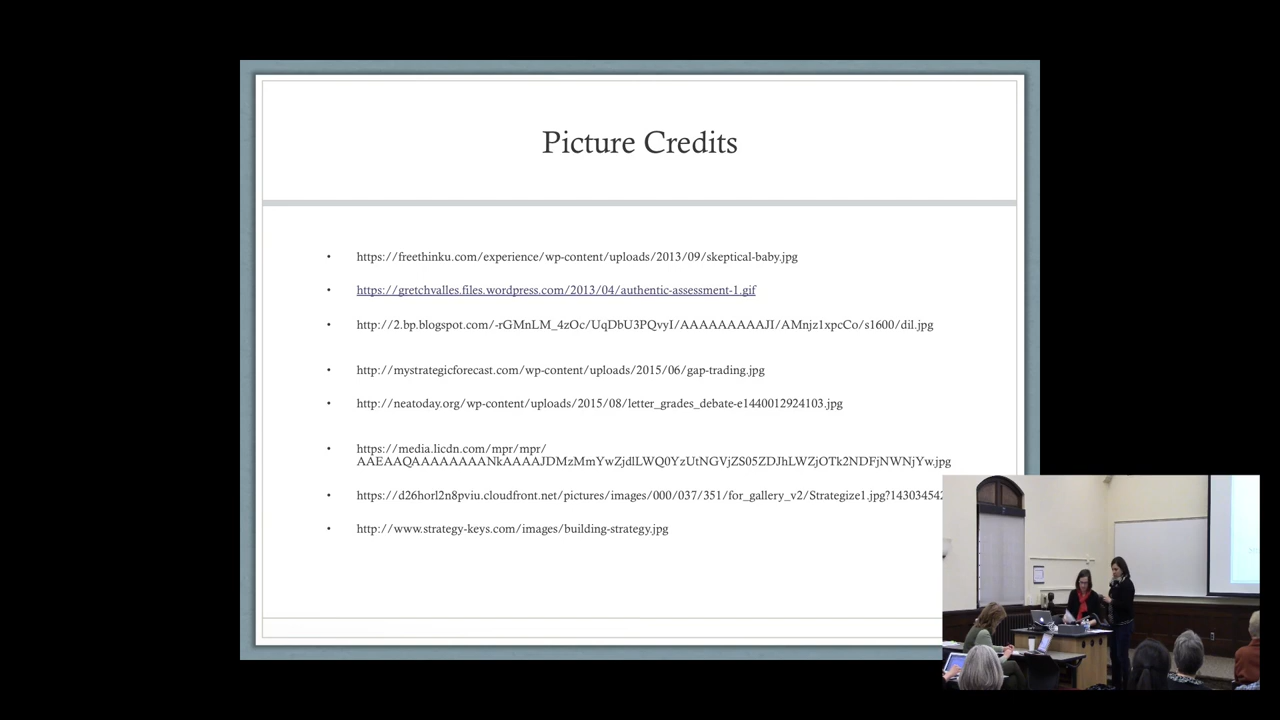 Picture Credits
• https://freethinku.com/experience/wp-content/uploads/2013/09/skeptical-baby.jpg
• https://gretchvalles.files.wordpress.com/2013/04/authentic-assessment-1.gif
• http://2.bp.blogspot.com/-rGMnLM_4zOc/UqDbU3PQvyI/AAAAAAAAAJI/AMnjz1xpcCo/s1600/dil.jpg
• http://mystrategicforecast.com/wp-content/uploads/2015/06/gap-trading.jpg
• http://neatoday.org/wp-content/uploads/2015/08/letter_grades_debate-e1440012924103.jpg
• https://media.licdn.com/mpr/mpr/
AAEAAQAAAAAAAANkAAAAJDMzMmYwZjdlLWQ0YzUtNGVjZS05ZDJhLWZjOTk2NDFjNWNjYw.jpg
• https://d26horl2n8pviu.cloudfront.net/pictures/images/000/037/351/for_gallery_v2/Strategize1.jpg?143034542
• http://www.strategy-keys.com/images/building-strategy.jpg